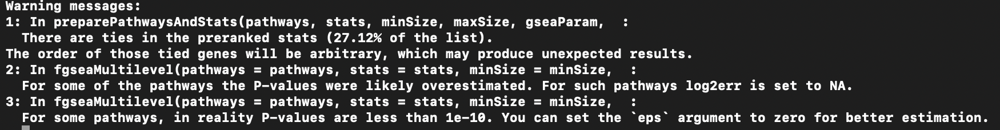 Warning messages:
1: In preparePathwaysAndStats(pathways, stats, minSize, maxSize, gseaParam,  :
  There are ties in the preranked stats (27.12% of the list).
The order of those tied genes will be arbitrary, which may produce unexpected results.
2: In fgseaMultilevel(pathways = pathways, stats = stats, minSize = minSize,  :
  For some of the pathways the P-values were likely overestimated. For such pathways log2err is set to NA.
3: In fgseaMultilevel(pathways = pathways, stats = stats, minSize = minSize,  :
  For some pathways, in reality P-values are less than 1e-10. You can set the `eps` argument to zero for better estimation.